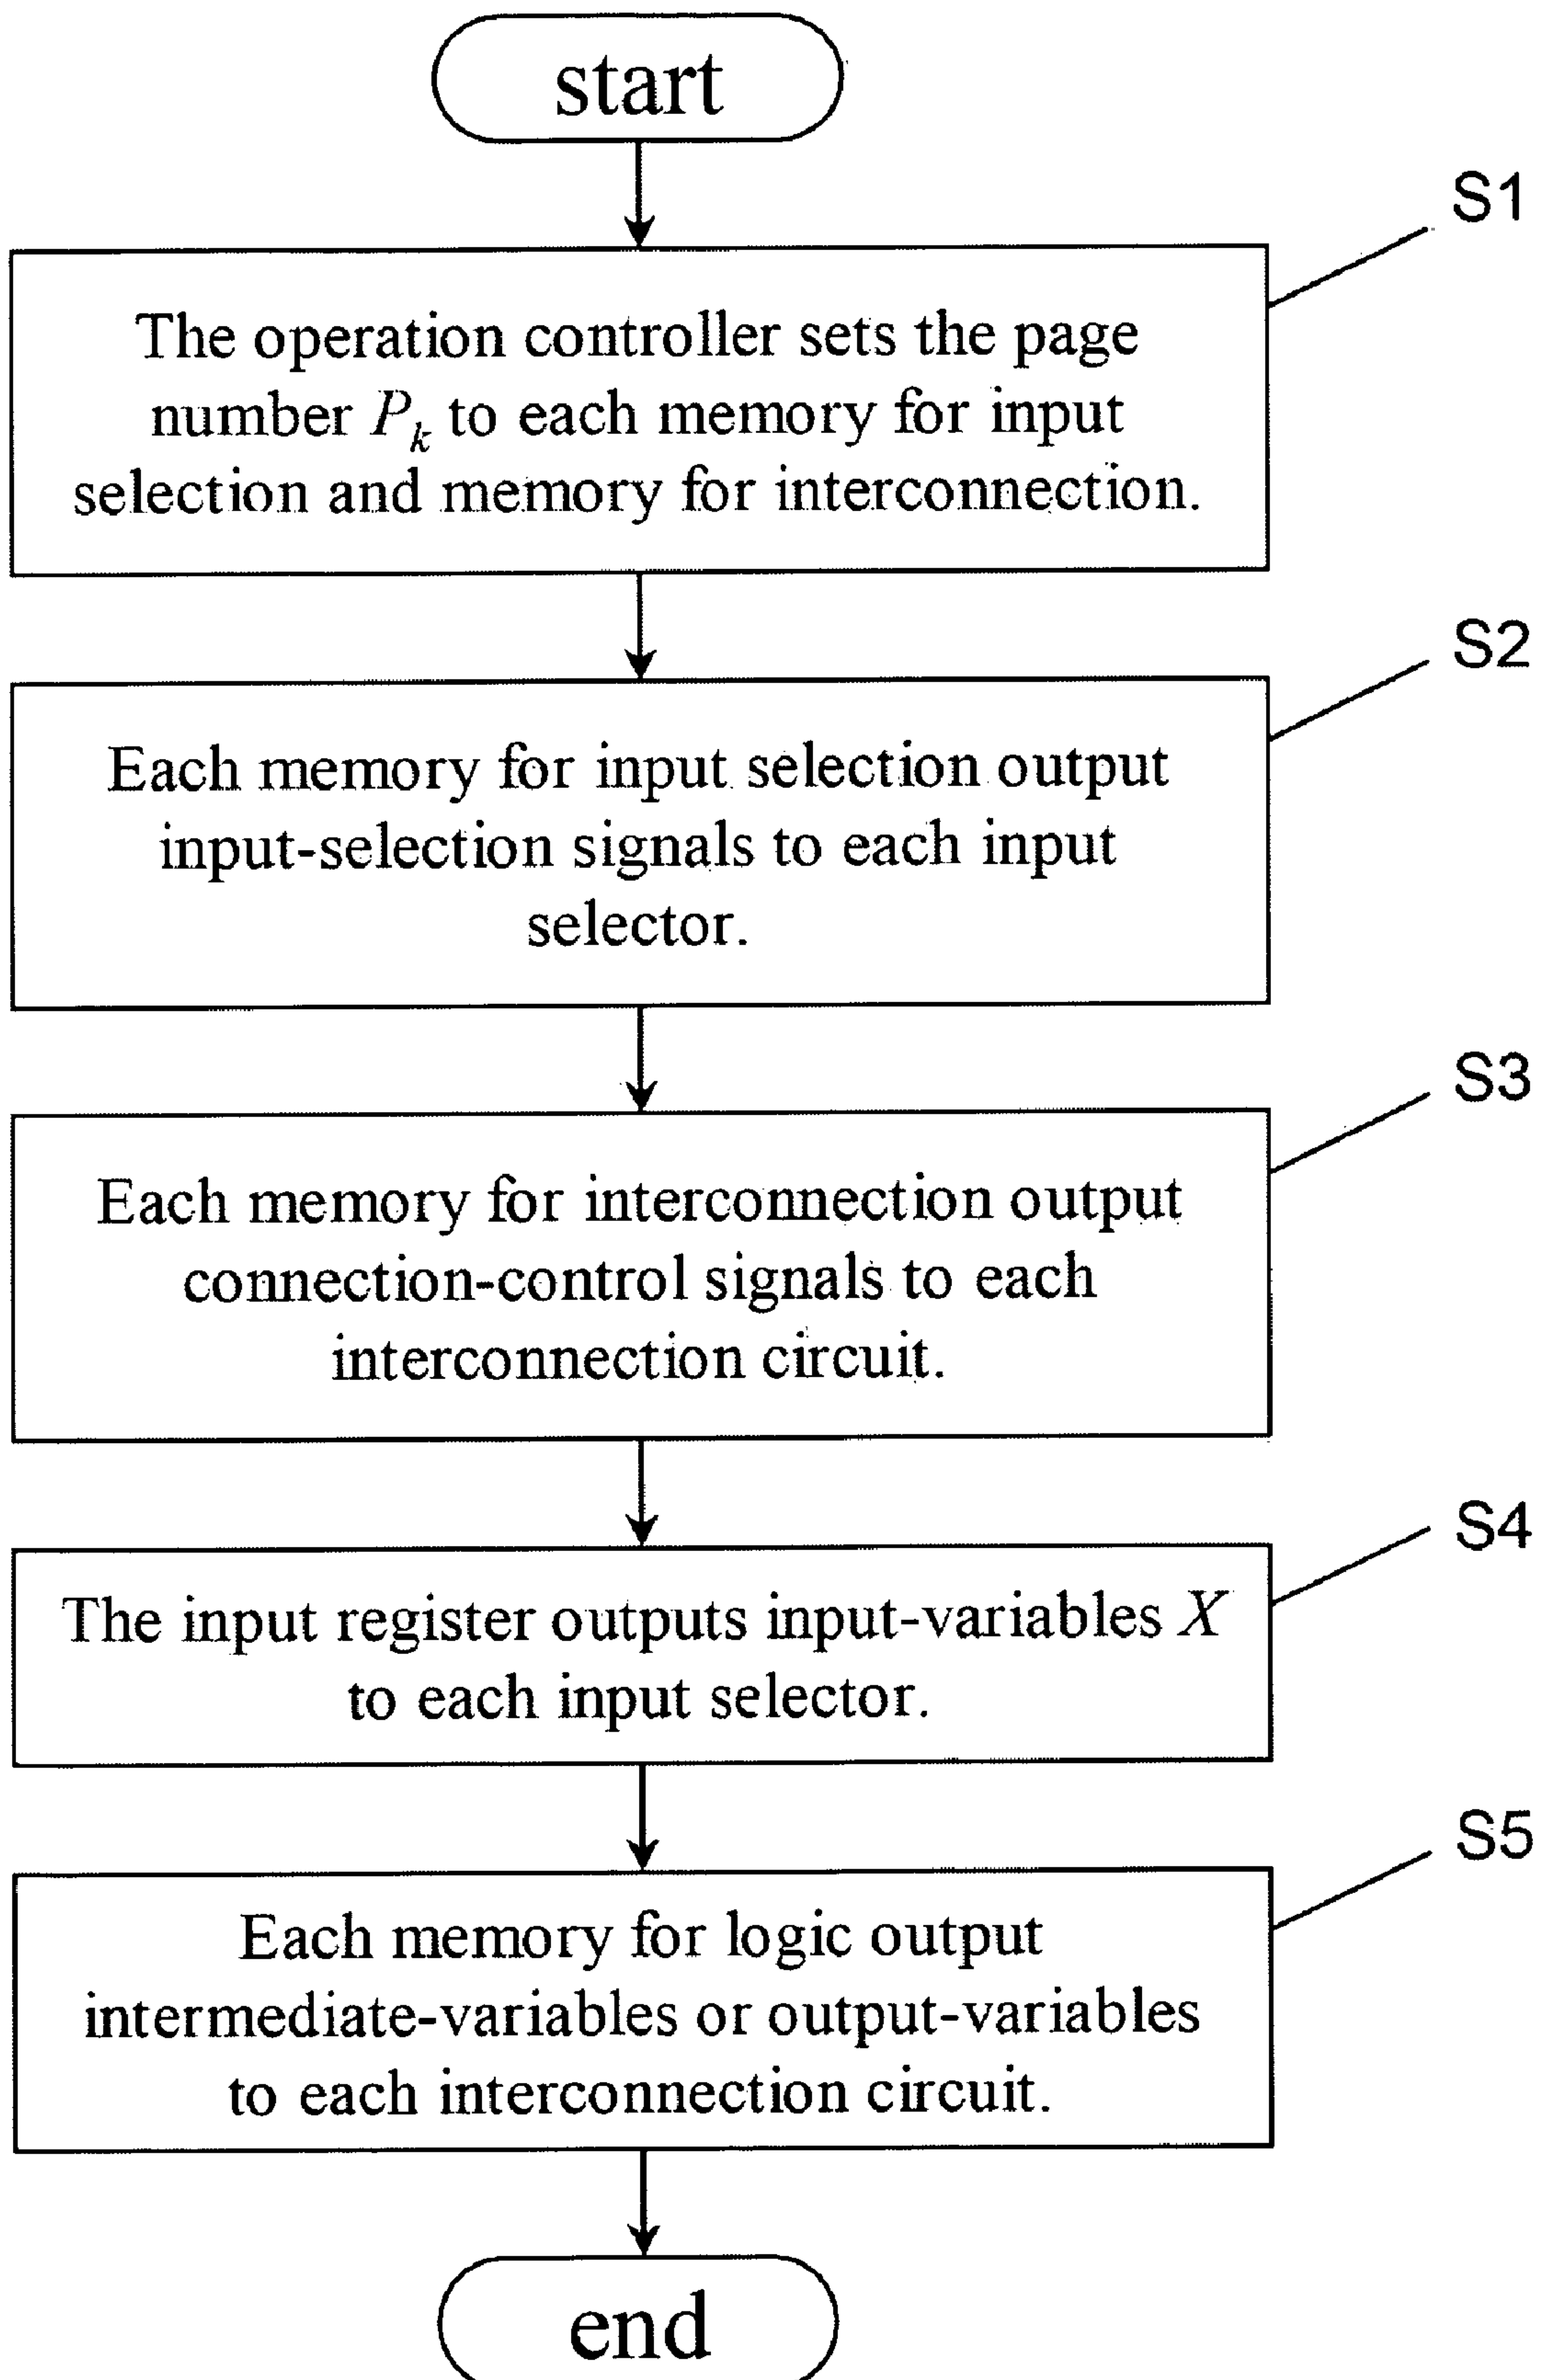 start
S1
The operation controller sets the page
number Pk to each memory for input
selection and memory for interconnection.
S2
Each memory for input selection output
input-selection signals to each input
selector.
S3
Each memory for interconnection output
connection-control signals to each
interconnection circuit.
S4
The input register outputs input-variables X
to each input selector.
S5
Each memory for logic output
intermediate-variables or output-variables
to each interconnection circuit.
end